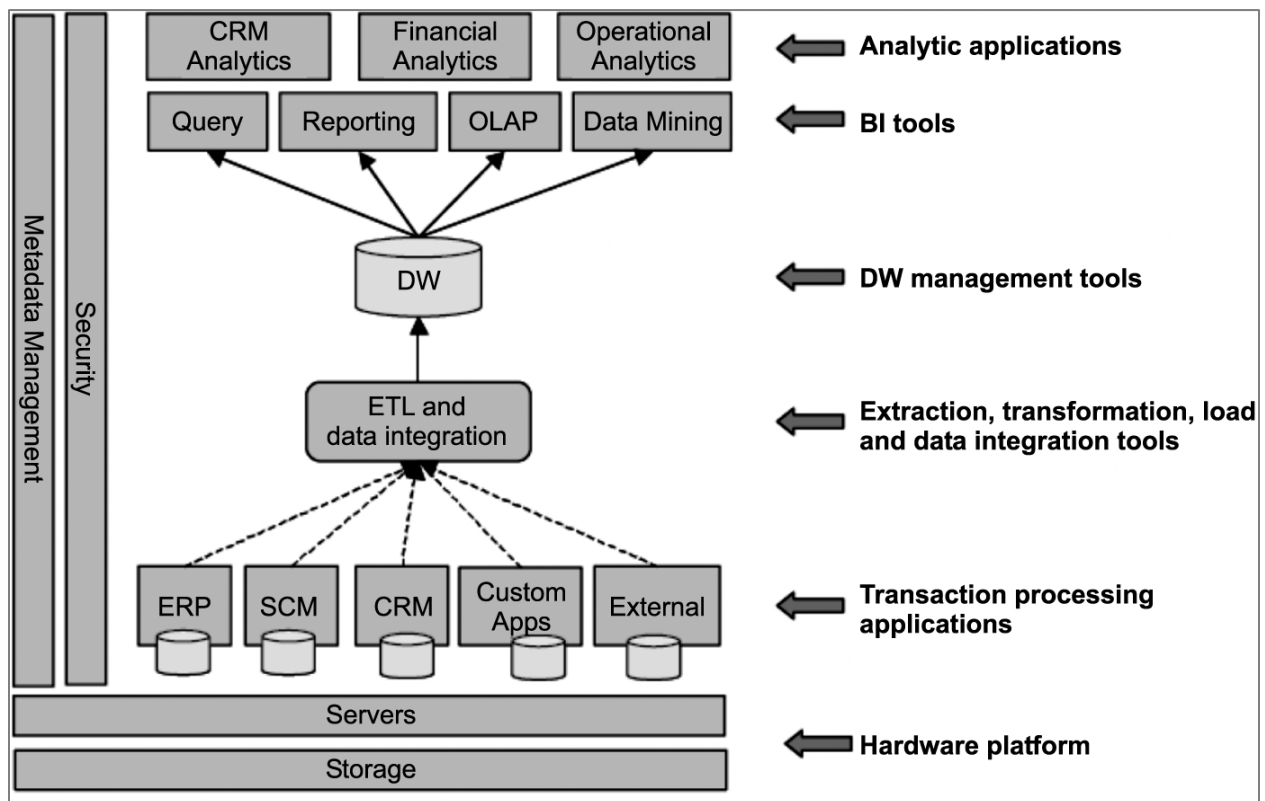 CRM
Analytics
Financial
Analytics
Operational
Analytics
Analytic applications
Query
Reporting
OLAP
Data Mining
BI tools
Metadata Management
Security
DW
DW management tools
ETL and
data integration
Extraction, transformation, load
and data integration tools
ERP
SCM
CRM
Custom
Apps
External
Transaction processing
applications
Servers
Storage
Hardware platform